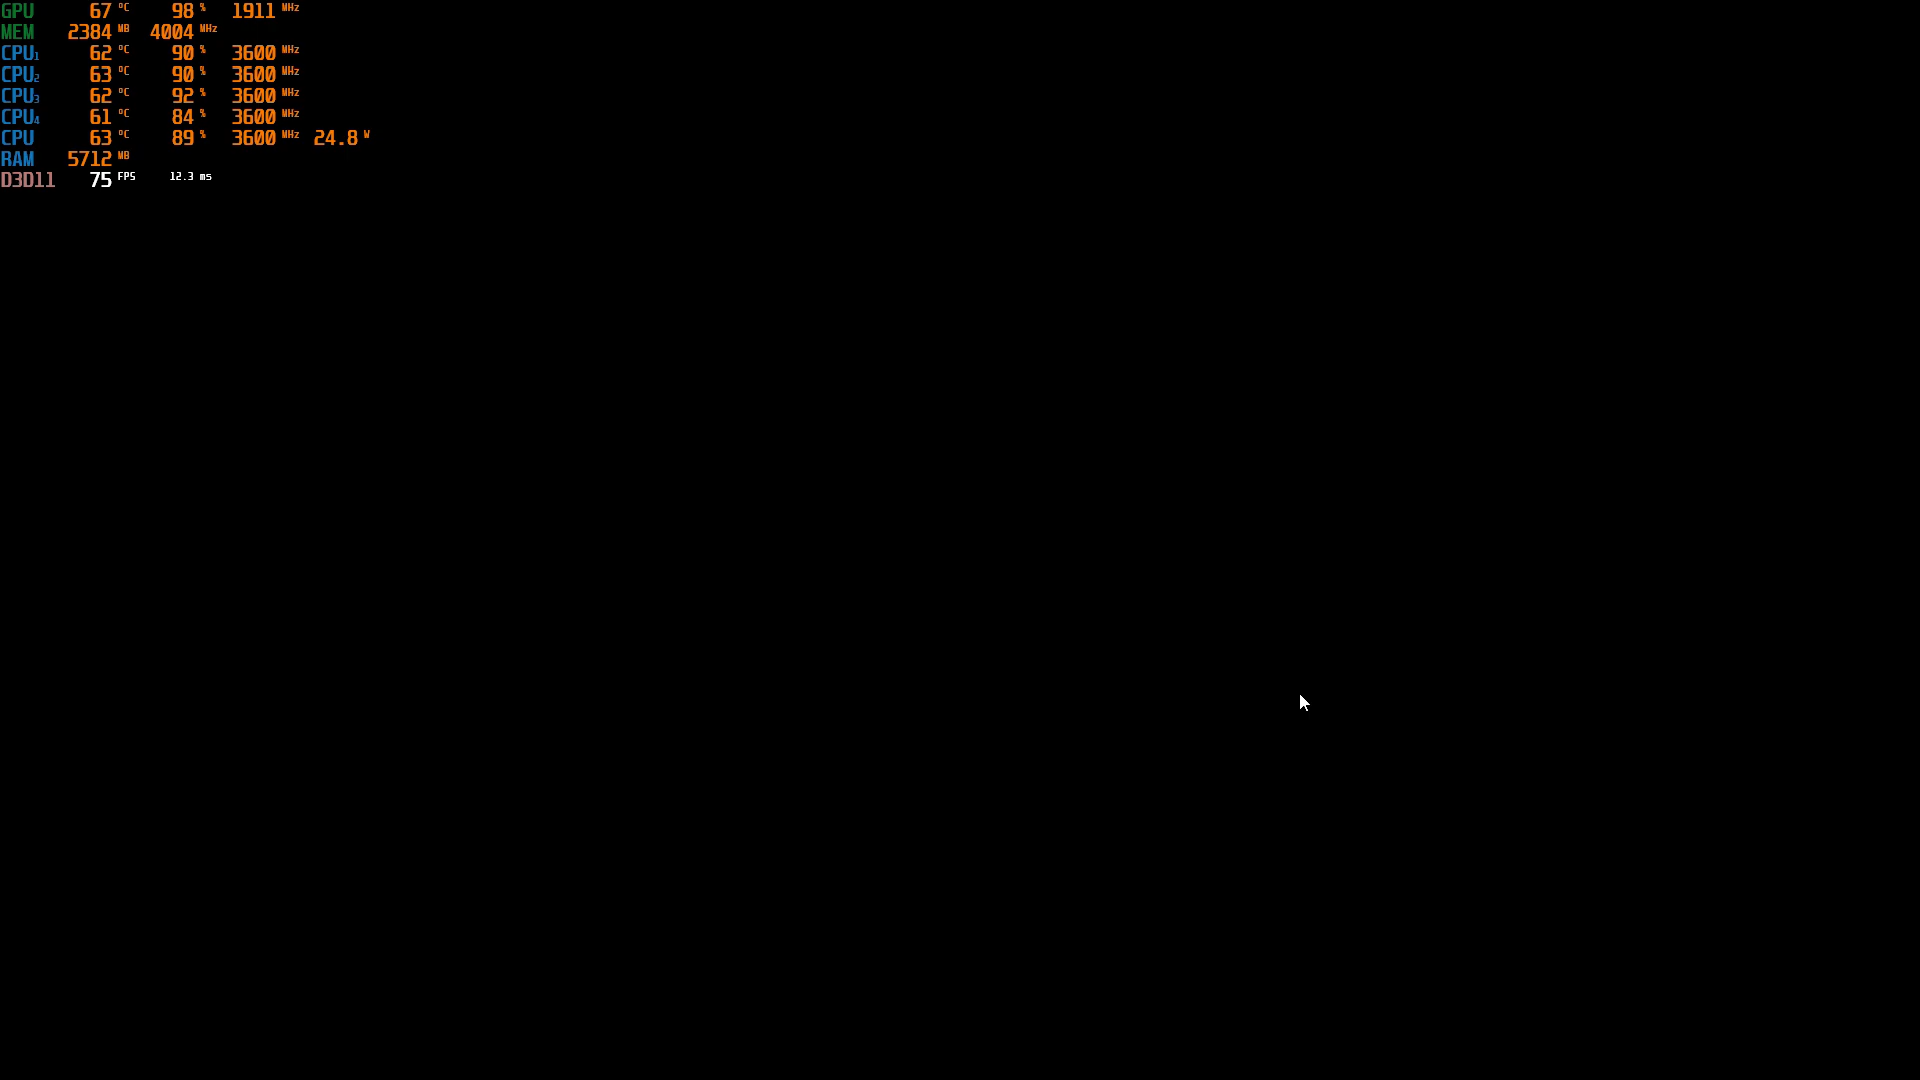 GPU 67 °C 98 % 1911 MHz
MEM 2384 MB 4004 MHz
CPU1 62 °C 90 % 3600 MHz
CPU2 63 °C 90 % 3600 MHz
CPU3 62 °C 92 % 3600 MHz
CPU4 61 °C 84 % 3600 MHz
CPU 63 °C 89 % 3600 MHz 24.8 W
RAM 5712 MB
D3D11 75 FPS 12.3 ms